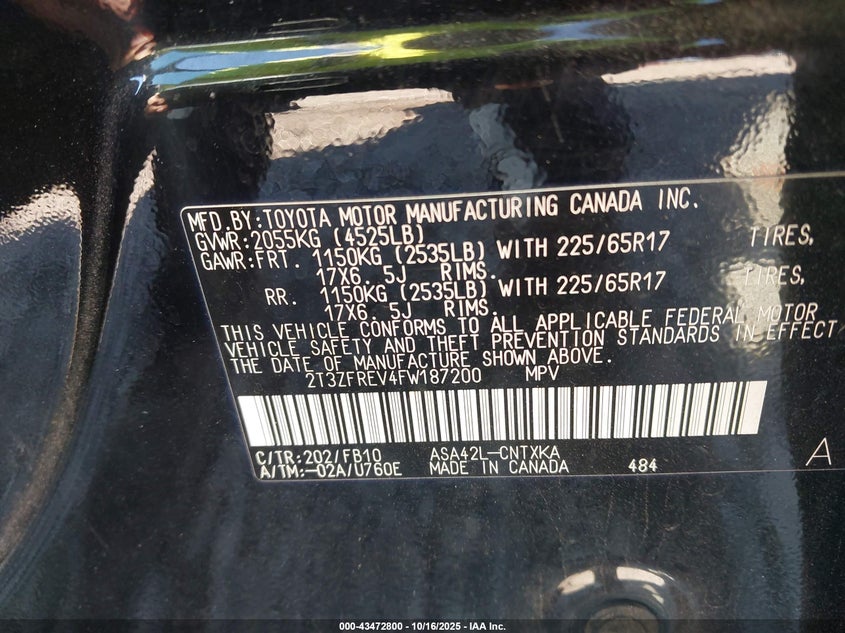 MFD.BY:TOYOTA MOTOR MANUFACTURING CANADA INC.
GVWR:2055KG (4525LB)
GAWR:FRT. 1150KG (2535LB) WITH 225/65R17 TIRES,
17X6.5J RIMS.
RR. 1150KG (2535LB) WITH 225/65R17 TIRES,
17X6.5J RIMS.
THIS VEHICLE CONFORMS TO ALL APPLICABLE FEDERAL MOTOR
VEHICLE SAFETY AND THEFT PREVENTION STANDARDS IN EFFECT
THE DATE OF MANUFACTURE SHOWN ABOVE.
2T3ZFREV4FW187200 MPV
C/TR:202/FB10 ASA42L-CNTXKA A
A/TM:-02A/U760E MADE IN CANADA 484
000-43472800 - 10/16/2025 - IAA Inc.